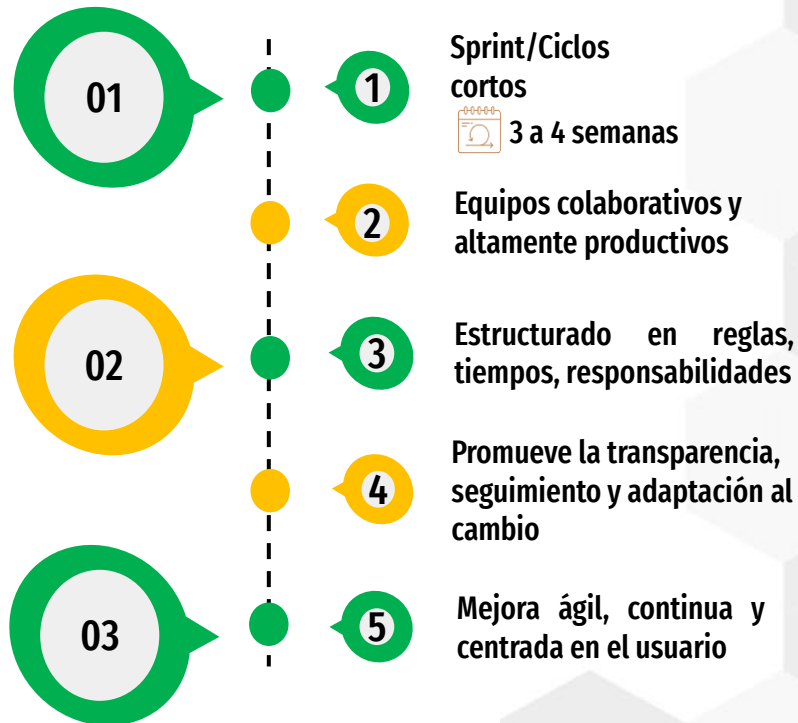 01
1
Sprint/Ciclos
cortos
3 a 4 semanas
2
Equipos colaborativos y
altamente productivos
02
3
Estructurado en reglas,
tiempos, responsabilidades
4
Promueve la transparencia,
seguimiento y adaptación al
cambio
03
5
Mejora ágil, continua y
centrada en el usuario